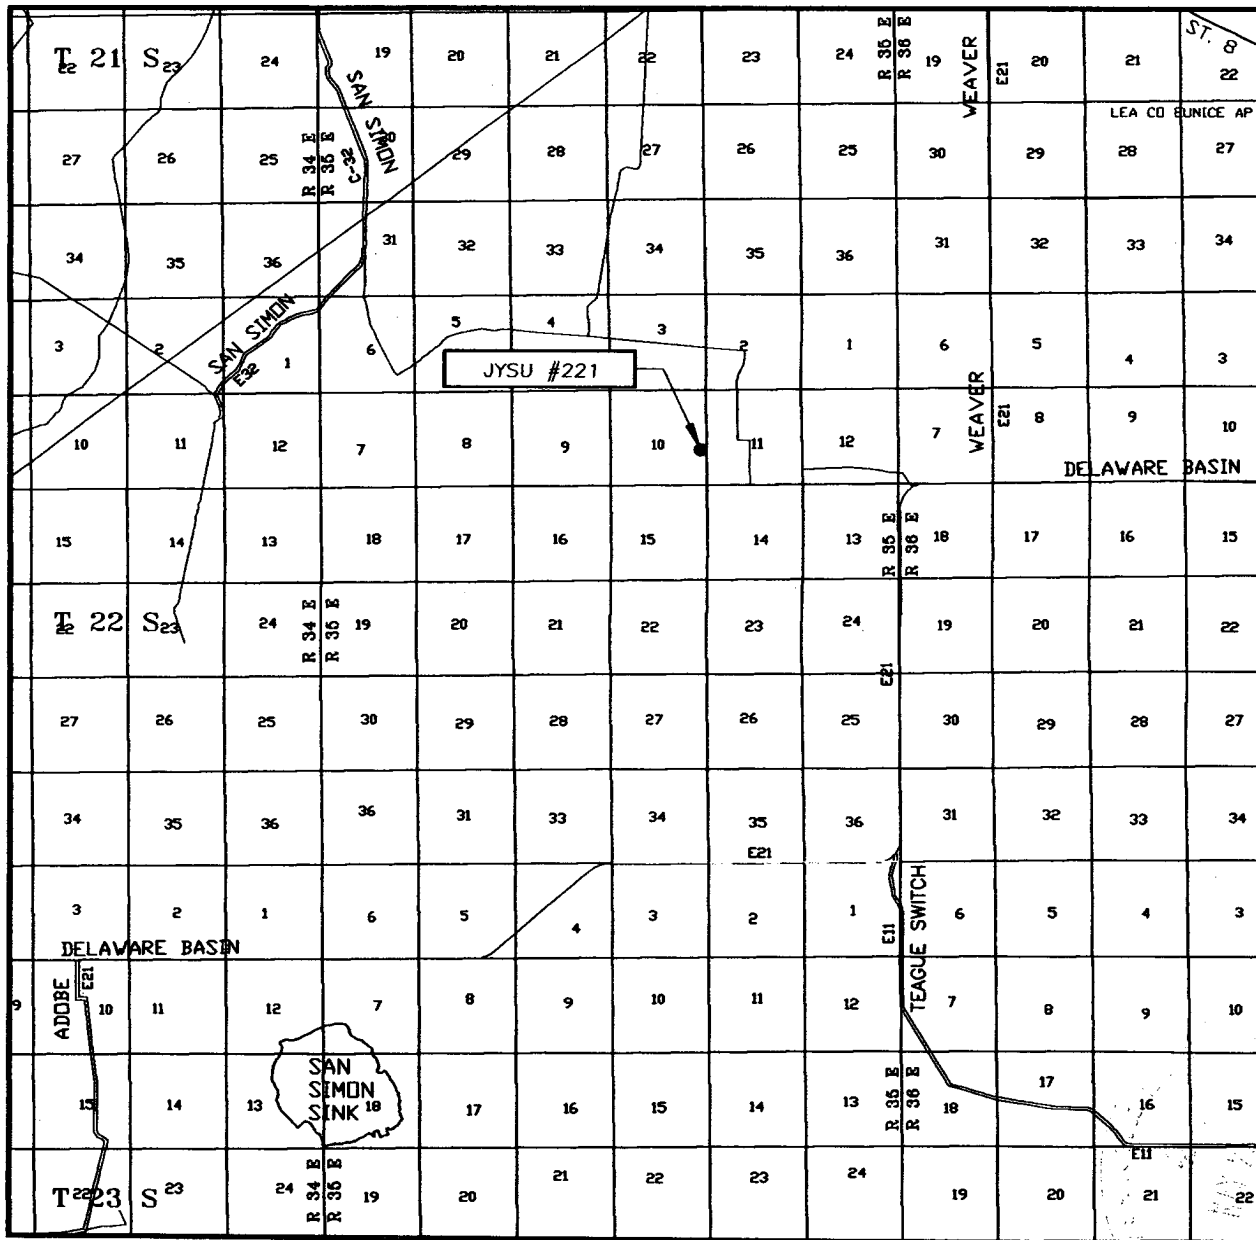 T 21 S
22 23 24 19 20 21 22 23 24 R 35 E R 36 E 19 WEAVER E21 20 21 ST. 8 22
SAN SIMON
LEA CO EUNICE AP
27 26 25 R 34 E R 35 E C-32 29 28 27 26 25 30 29 28 27
34 35 36 31 32 33 34 35 36 31 32 33 34
SAN SIMON
E32
3 2 1 6 5 4 3 2 1 6 5 4 3
JYSU #221
WEAVER E21
10 11 12 7 8 9 10 11 12 7 8 9 10
DELAWARE BASIN
15 14 13 18 17 16 15 14 13 R 35 E R 36 E 18 17 16 15
T 22 S
22 23 24 R 34 E R 35 E 19 20 21 22 23 24 19 20 21 22
E21
27 26 25 30 29 28 27 26 25 30 29 28 27
34 35 36 36 31 33 34 35 36 31 32 33 34
E21
TEAGUE SWITCH
3 2 1 6 5 4 3 2 1 6 5 4 3
E11
DELAWARE BASIN
ADOBE E21
9 10 11 12 7 8 9 10 11 12 7 8 9 10
SAN
SIMON
SINK
15 14 13 18 17 16 15 14 13 R 35 E R 36 E 18 17 16 15
E11
T 23 S
22 23 24 R 34 E R 35 E 19 20 21 22 23 24 19 20 21 22